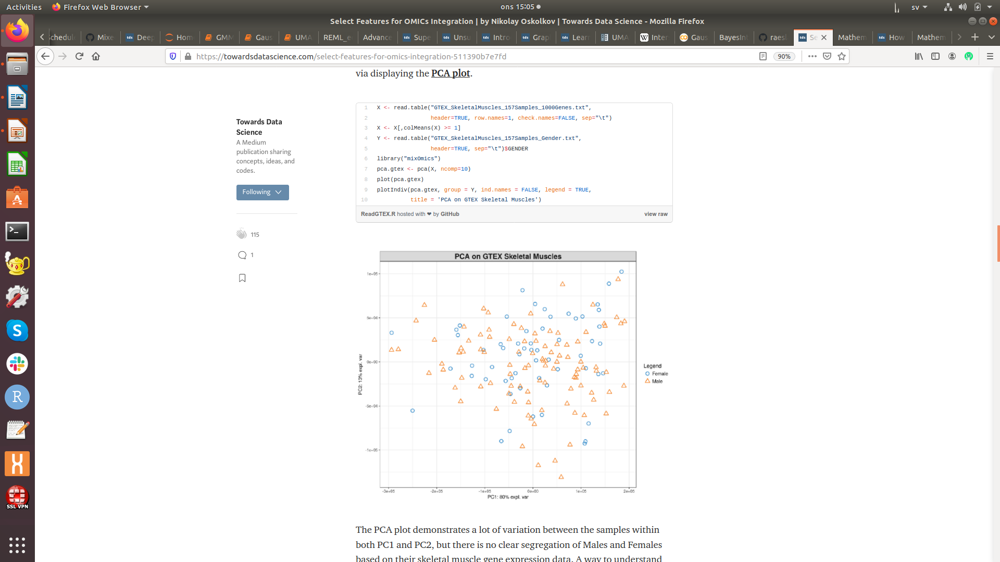 Activities
Firefox Web Browser
ons 15:05
sv
Select Features for OMICs Integration | by Nikolay Oskolkov | Towards Data Science - Mozilla Firefox
Mixe
Deep
Hom
GMM
Gaus
UMA
REML_e
Advance
Supe
Unsu
Intro
Grap
Lear
UMA
Inter
Gaus
BayesInt
raesl
Se
Mathem
How
Mathem
https://towardsdatascience.com/select-features-for-omics-integration-511390b7e7fd
90%
via displaying the PCA plot.
Towards Data
Science
A Medium
publication sharing
concepts, ideas, and
codes.
Following
115
1
1 X <- read.table("GTEX_SkeletalMuscles_157Samples_1000Genes.txt",
2 header=TRUE, row.names=1, check.names=FALSE, sep="\t")
3 X <- X[,colMeans(X) >= 1]
4 Y <- read.table("GTEX_SkeletalMuscles_157Samples_Gender.txt",
5 header=TRUE, sep="\t")$GENDER
6 library("mixOmics")
7 pca.gtex <- pca(X, ncomp=10)
8 plot(pca.gtex)
9 plotIndiv(pca.gtex, group = Y, ind.names = FALSE, legend = TRUE,
10 title = 'PCA on GTEX Skeletal Muscles')
ReadGTEX.R hosted with ❤ by GitHub
view raw
PCA on GTEX Skeletal Muscles
1e+05
5e+04
0e+00
-5e+04
-1e+05
PC2: 13% expl. var
-3e+05
-2e+05
-1e+05
0e+00
1e+05
2e+05
PC1: 80% expl. var
Legend
Female
Male
The PCA plot demonstrates a lot of variation between the samples within
both PC1 and PC2, but there is no clear segregation of Males and Females
based on their skeletal muscle gene expression data. A way to understand
S
R
SSL VPN